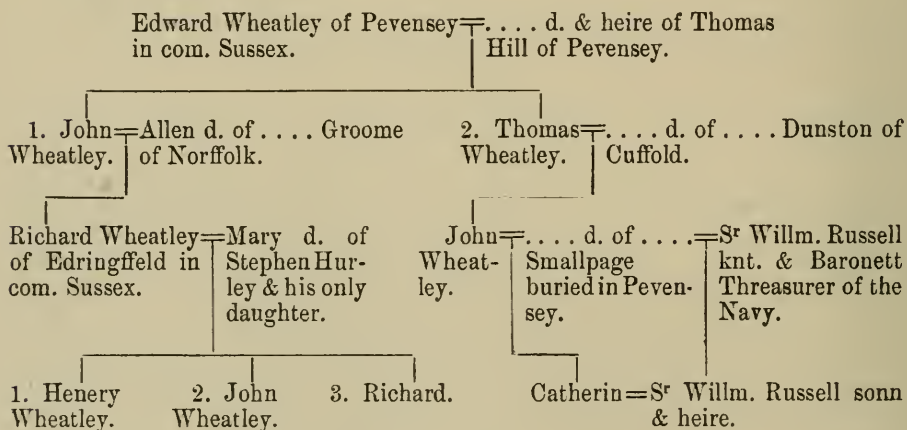 Edward Wheatley of Pevensey=. . . . d. & heire of Thomas
in com. Sussex. Hill of Pevensey.
1. John=Allen d. of . . . . Groome
Wheatley. of Norffolk.
2. Thomas=. . . . d. of . . . . Dunston of
Wheatley. Cuffold.
Richard Wheatley=Mary d. of
of Edringffeld in Stephen Hur-
com. Sussex. ley & his only
daughter.
John=. . . . d. of . . . .=Sr Willm. Russell
Wheat- Smallpage knt. & Baronett
ley. buried in Peven- Threasurer of the
sey. Navy.
1. Henery 2. John 3. Richard.
Wheatley. Wheatley.
Catherin=Sr Willm. Russell sonn
& heire.